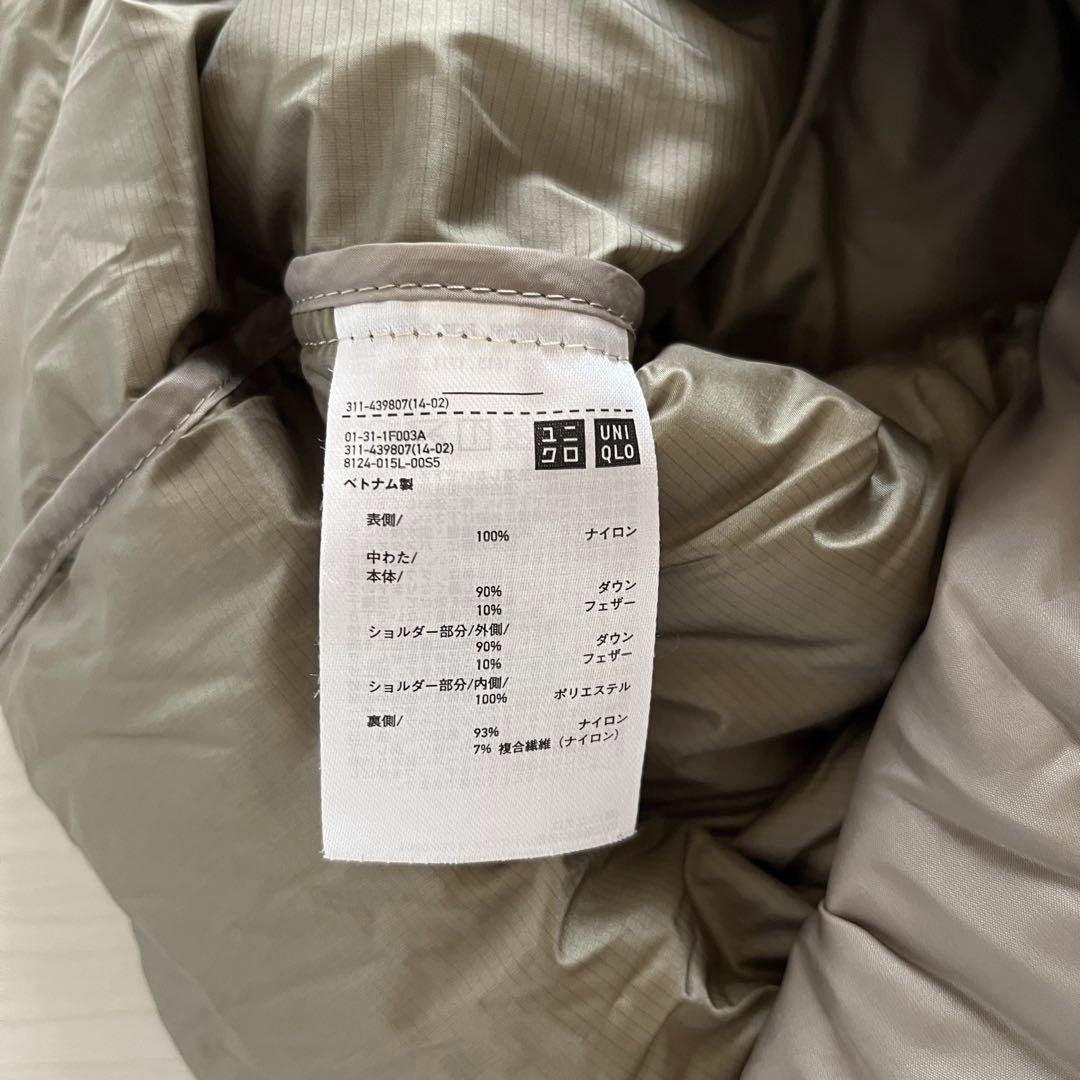 311-439807(14-02)
01-31-1F003A
311-439807(14-02)
8124-015L-00S5
ベトナム製
ユニクロ
UNIQLO
表側/
100% ナイロン
中わた/
本体/
90% ダウン
10% フェザー
ショルダー部分/外側/
90% ダウン
10% フェザー
ショルダー部分/内側/
100% ポリエステル
裏側/
93% ナイロン
7% 複合繊維(ナイロン)